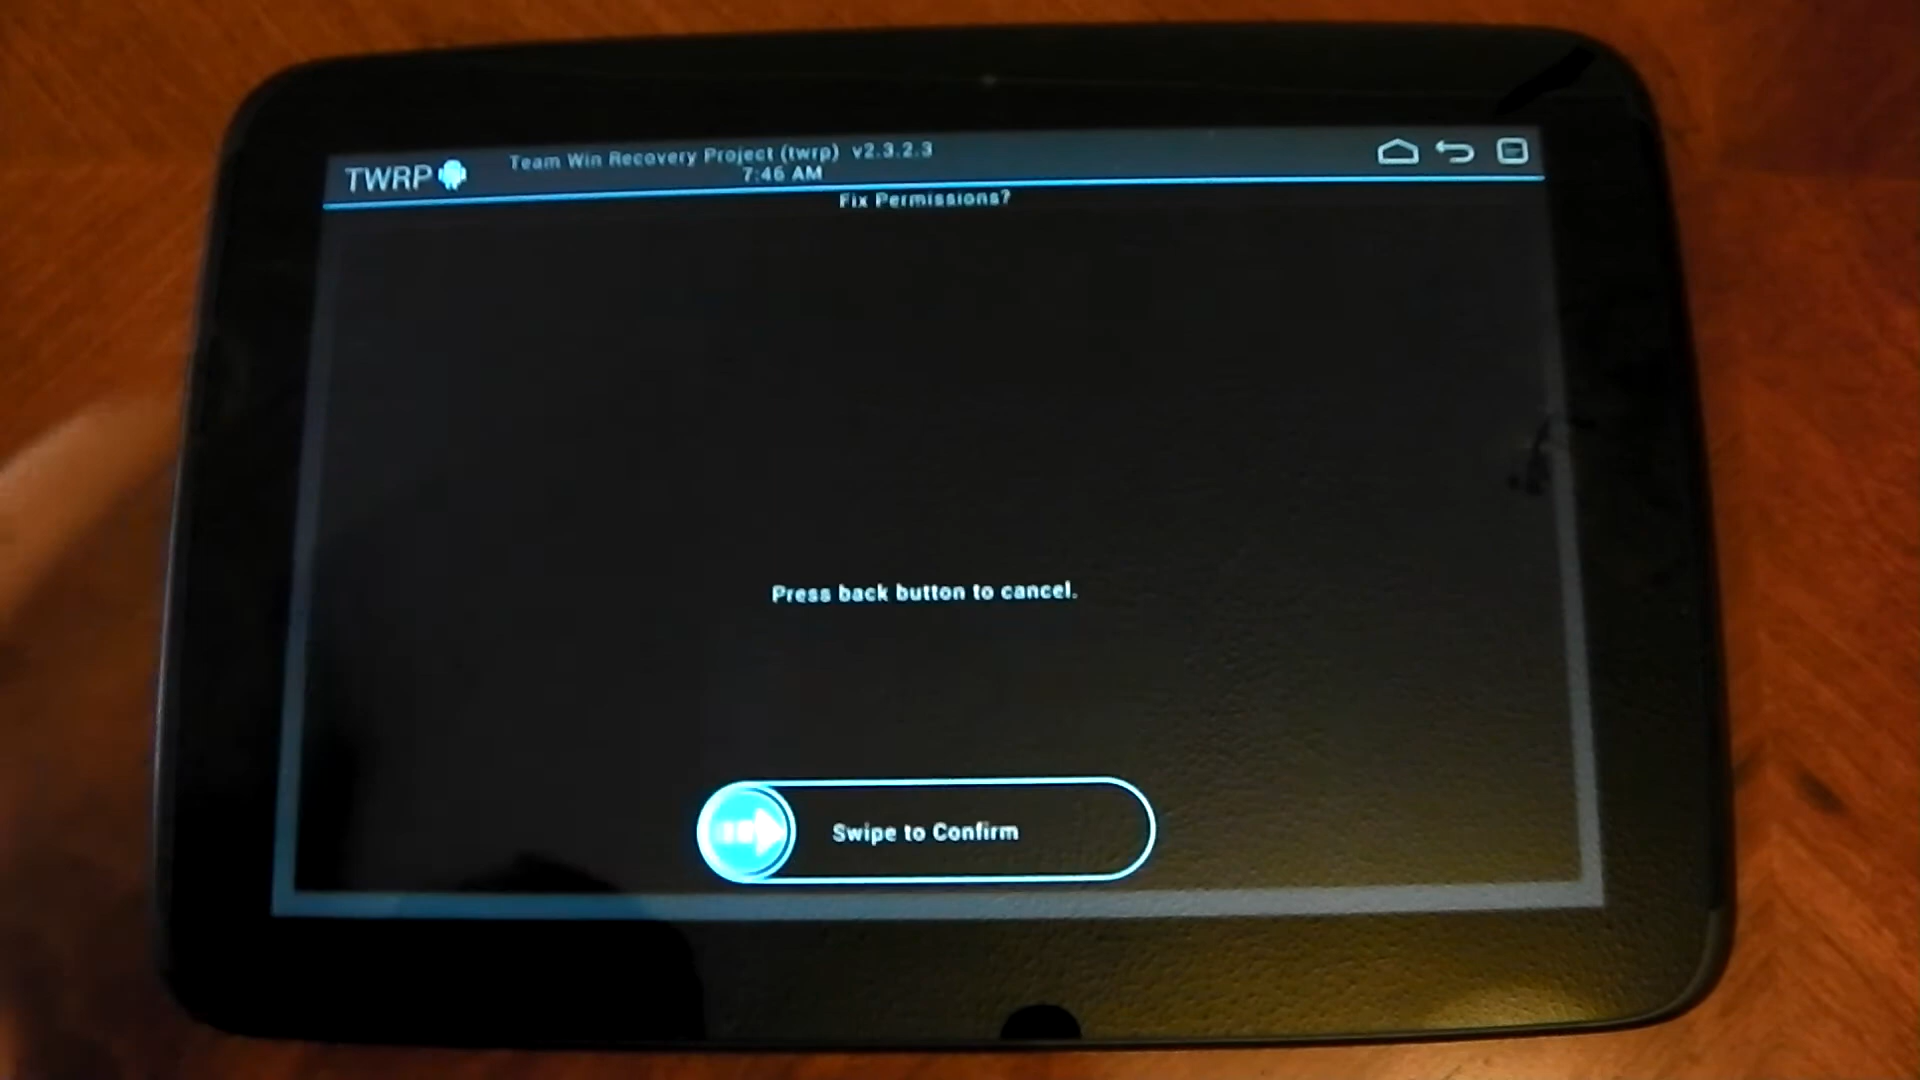 TWRP
Team Win Recovery Project (twrp) v2.3.2.3
7:46 AM
Fix Permissions?
Press back button to cancel.
Swipe to Confirm